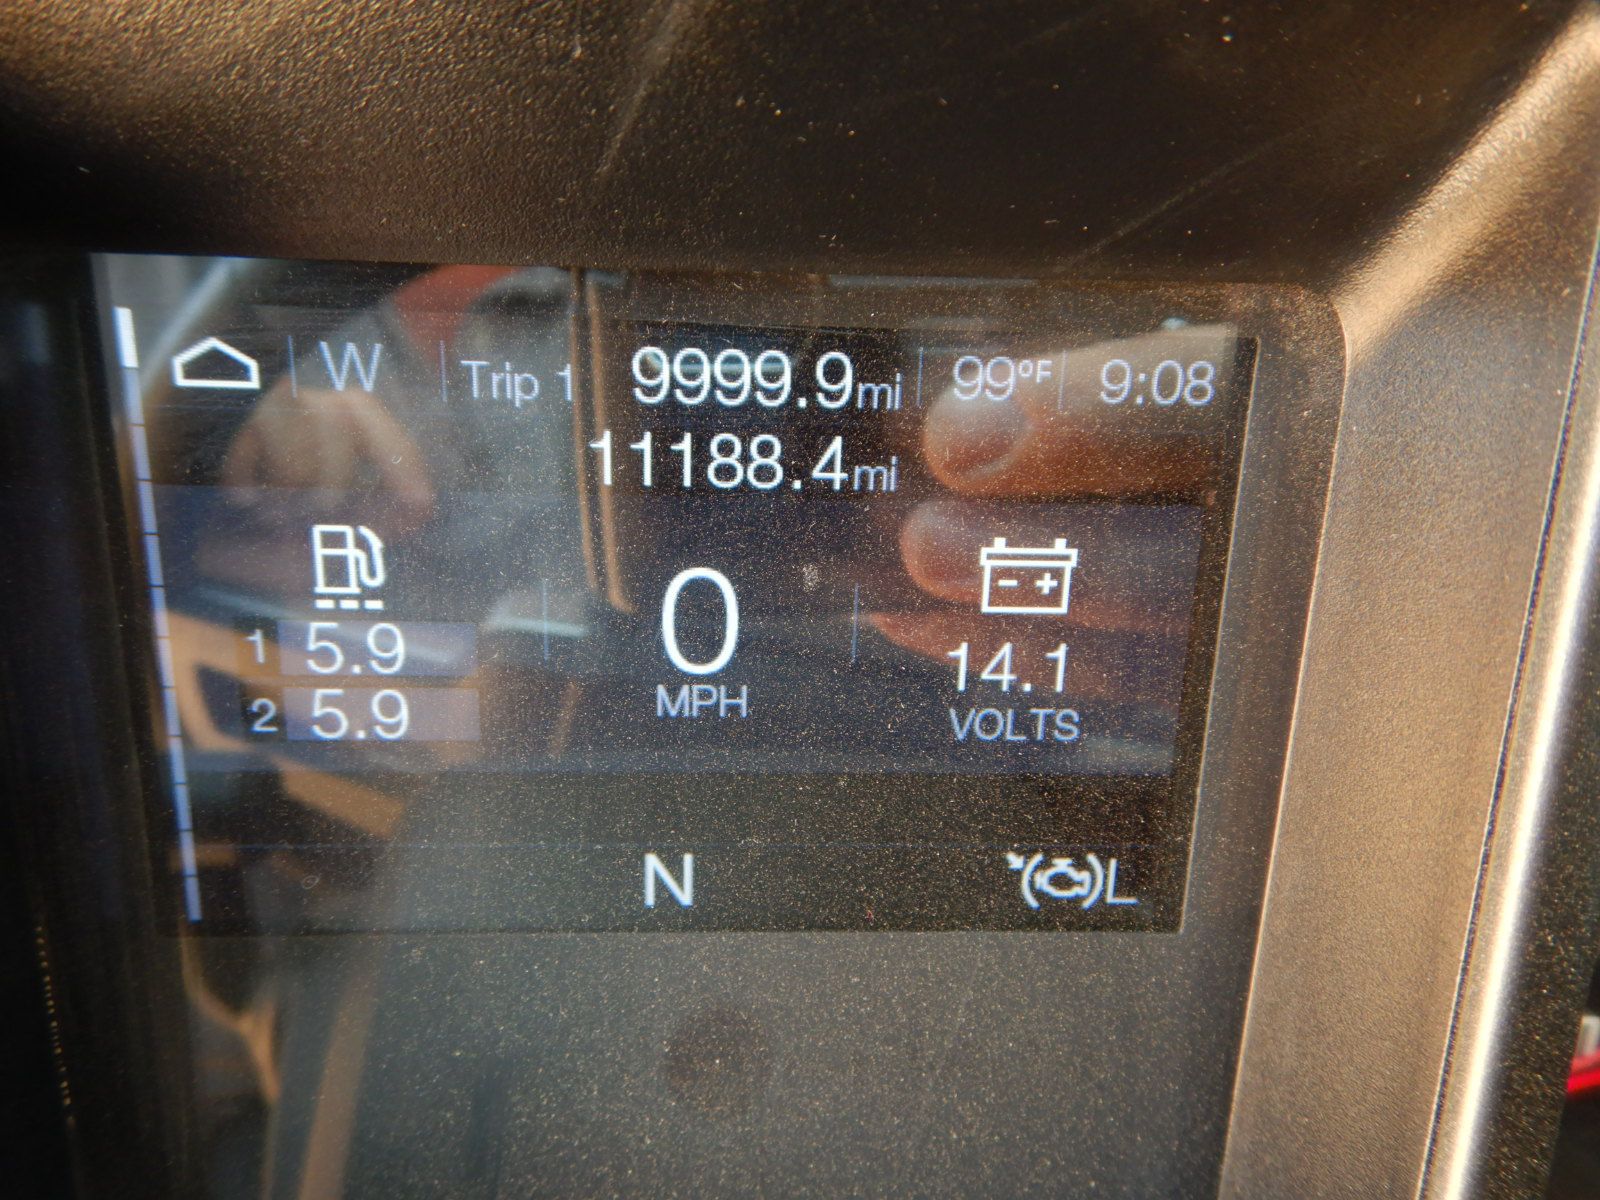 W Trip 1 9999.9mi 99°F 9:08
11188.4mi
1 5.9
2 5.9
0
MPH
- +
14.1
VOLTS
N
L